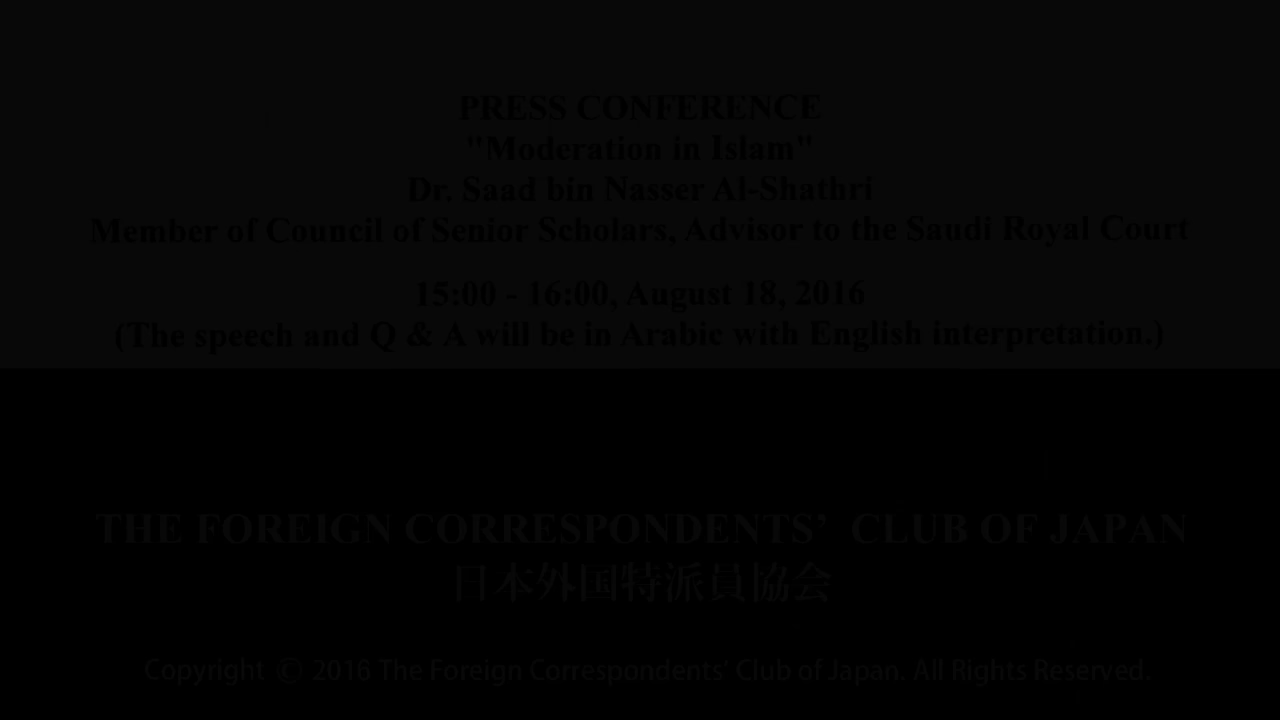 PRESS CONFERENCE
"Moderation in Islam"
Dr. Saad bin Nasser Al-Shathri
Member of Council of Senior Scholars, Advisor to the Saudi Royal Court
15:00 - 16:00, August 18, 2016
(The speech and Q & A will be in Arabic with English interpretation.)
THE FOREIGN CORRESPONDENTS’ CLUB OF JAPAN
日本外国特派員協会
Copyright © 2016 The Foreign Correspondents’ Club of Japan. All Rights Reserved.